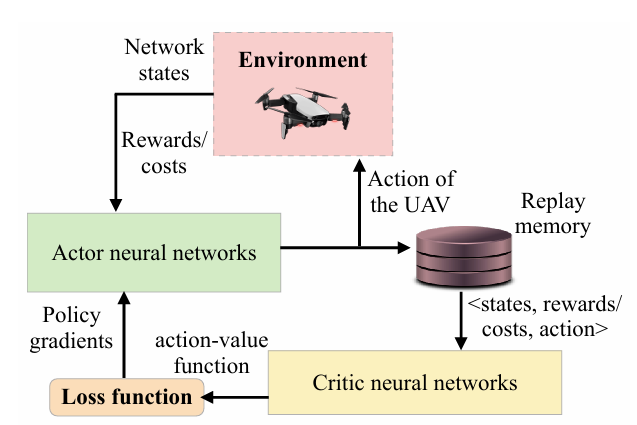 Network
states
Environment
Rewards/
costs
Action of
the UAV
Replay
memory
Actor neural networks
<states, rewards/
costs, action>
Policy
gradients
action-value
function
Critic neural networks
Loss function